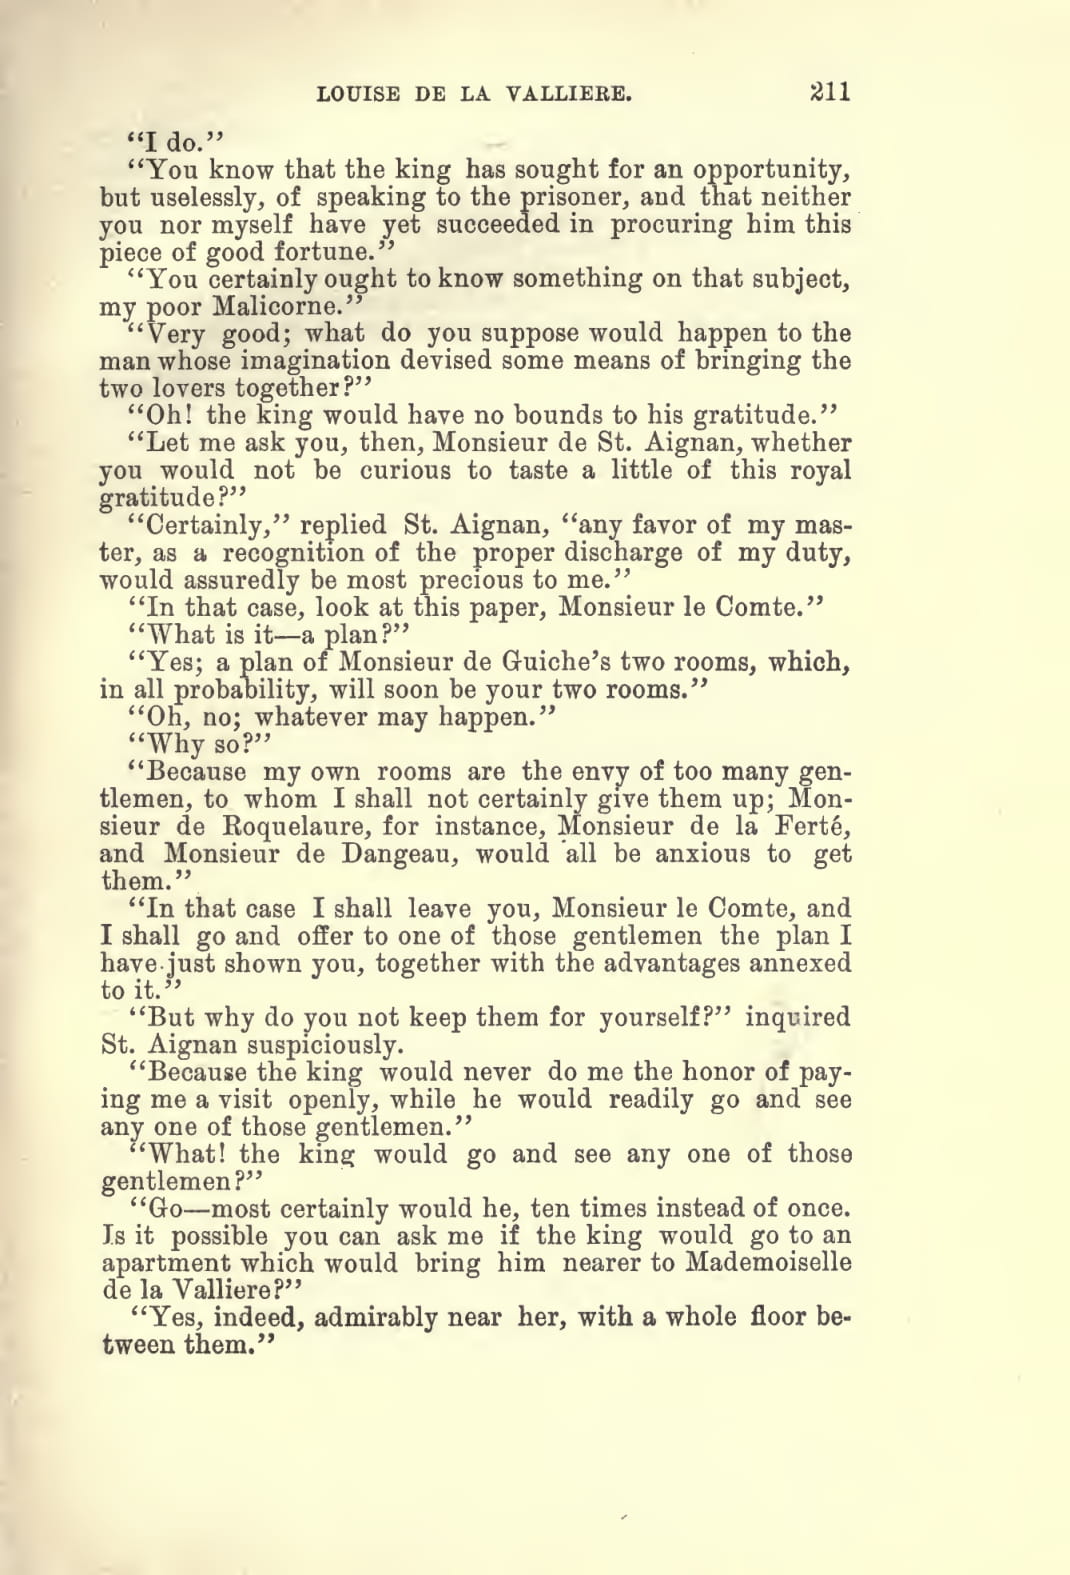 LOUISE DE LA VALLIERE. 211
“I do.”
“You know that the king has sought for an opportunity,
but uselessly, of speaking to the prisoner, and that neither
you nor myself have yet succeeded in procuring him this
piece of good fortune.”
“You certainly ought to know something on that subject,
my poor Malicorne.”
“Very good; what do you suppose would happen to the
man whose imagination devised some means of bringing the
two lovers together?”
“Oh! the king would have no bounds to his gratitude.”
“Let me ask you, then, Monsieur de St. Aignan, whether
you would not be curious to taste a little of this royal
gratitude?”
“Certainly,” replied St. Aignan, “any favor of my mas-
ter, as a recognition of the proper discharge of my duty,
would assuredly be most precious to me.”
“In that case, look at this paper, Monsieur le Comte.”
“What is it—a plan?”
“Yes; a plan of Monsieur de Guiche’s two rooms, which,
in all probability, will soon be your two rooms.”
“Oh, no; whatever may happen.”
“Why so?”
“Because my own rooms are the envy of too many gen-
tlemen, to whom I shall not certainly give them up; Mon-
sieur de Roquelaure, for instance, Monsieur de la Ferté,
and Monsieur de Dangeau, would all be anxious to get
them.”
“In that case I shall leave you, Monsieur le Comte, and
I shall go and offer to one of those gentlemen the plan I
have just shown you, together with the advantages annexed
to it.”
“But why do you not keep them for yourself?” inquired
St. Aignan suspiciously.
“Because the king would never do me the honor of pay-
ing me a visit openly, while he would readily go and see
any one of those gentlemen.”
“What! the king would go and see any one of those
gentlemen?”
“Go—most certainly would he, ten times instead of once.
Is it possible you can ask me if the king would go to an
apartment which would bring him nearer to Mademoiselle
de la Valliere?”
“Yes, indeed, admirably near her, with a whole floor be-
tween them.”